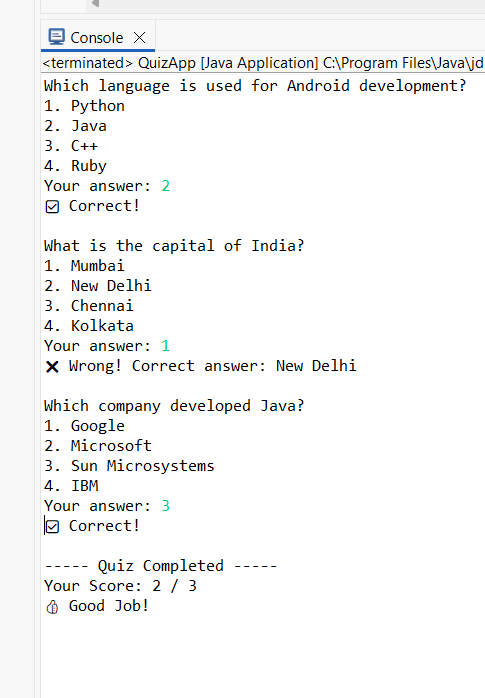 Console
<terminated> QuizApp [Java Application] C:\Program Files\Java\jd
Which language is used for Android development?
1. Python
2. Java
3. C++
4. Ruby
Your answer: 2
☑ Correct!
What is the capital of India?
1. Mumbai
2. New Delhi
3. Chennai
4. Kolkata
Your answer: 1
❌ Wrong! Correct answer: New Delhi
Which company developed Java?
1. Google
2. Microsoft
3. Sun Microsystems
4. IBM
Your answer: 3
☑ Correct!
----- Quiz Completed -----
Your Score: 2 / 3
👍 Good Job!